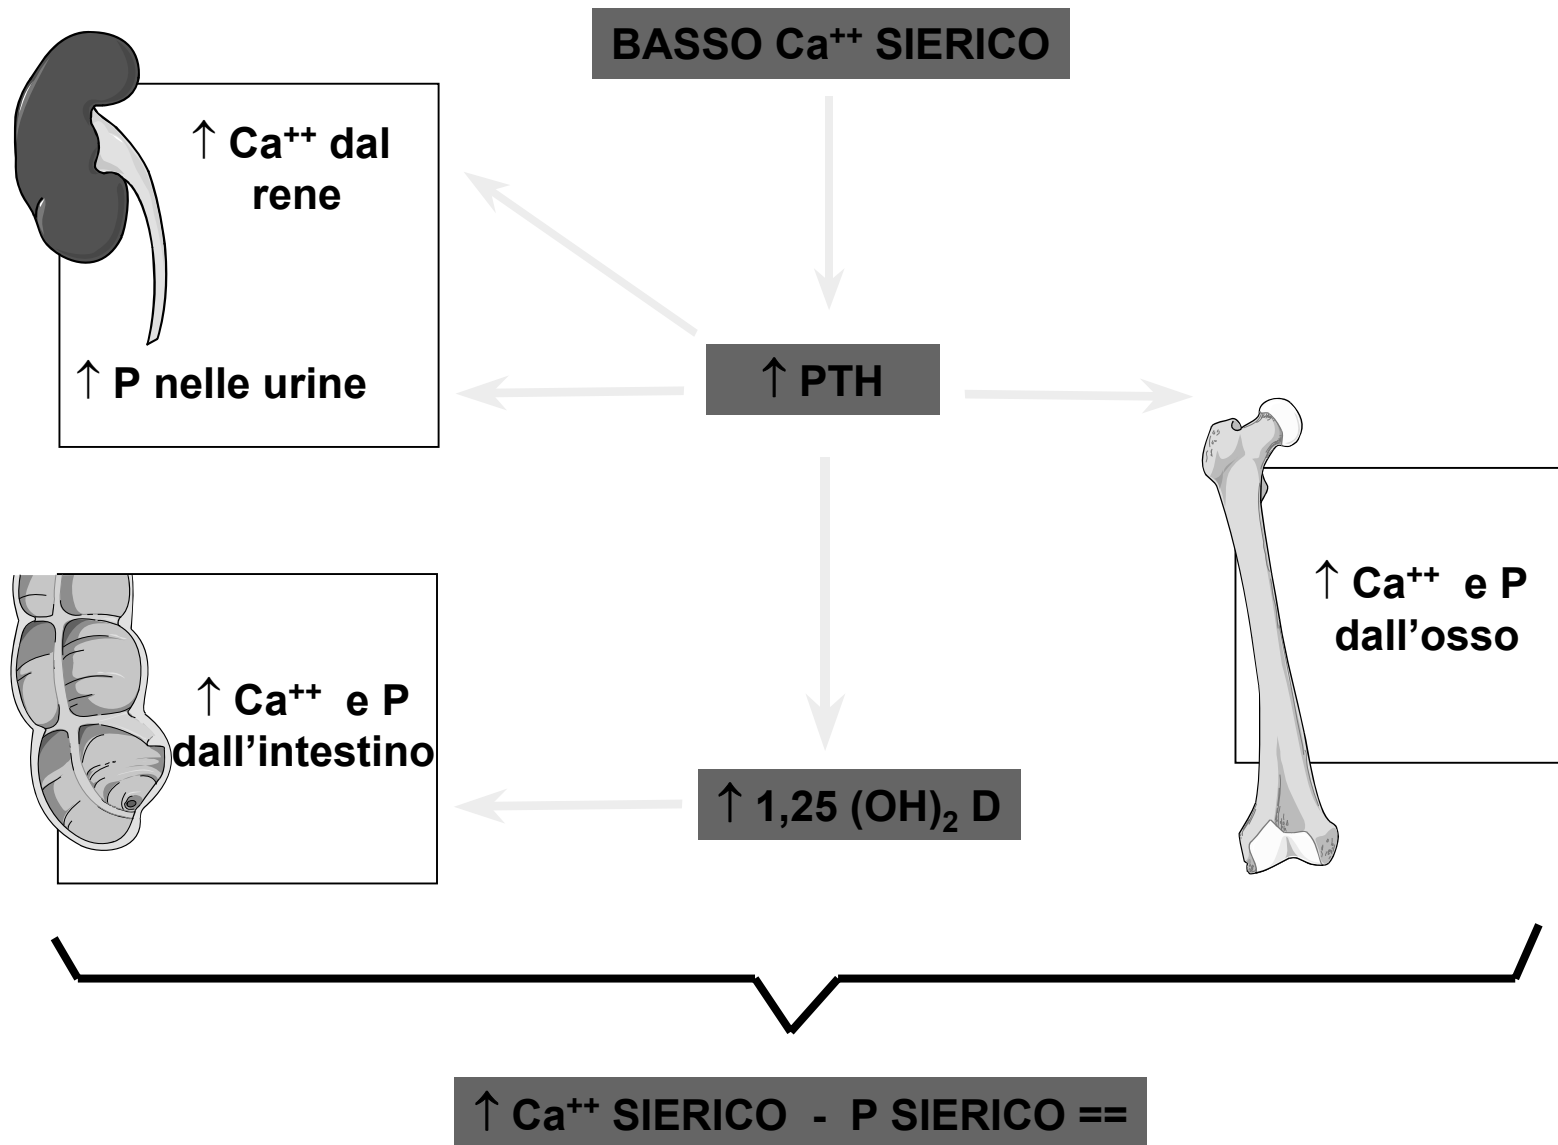 BASSO Ca⁺⁺ SIERICO
↑ Ca⁺⁺ dal
rene
↑ P nelle urine
↑ PTH
↑ Ca⁺⁺ e P
dall’osso
↑ Ca⁺⁺ e P
dall’intestino
↑ 1,25 (OH)₂ D
↑ Ca⁺⁺ SIERICO - P SIERICO ==